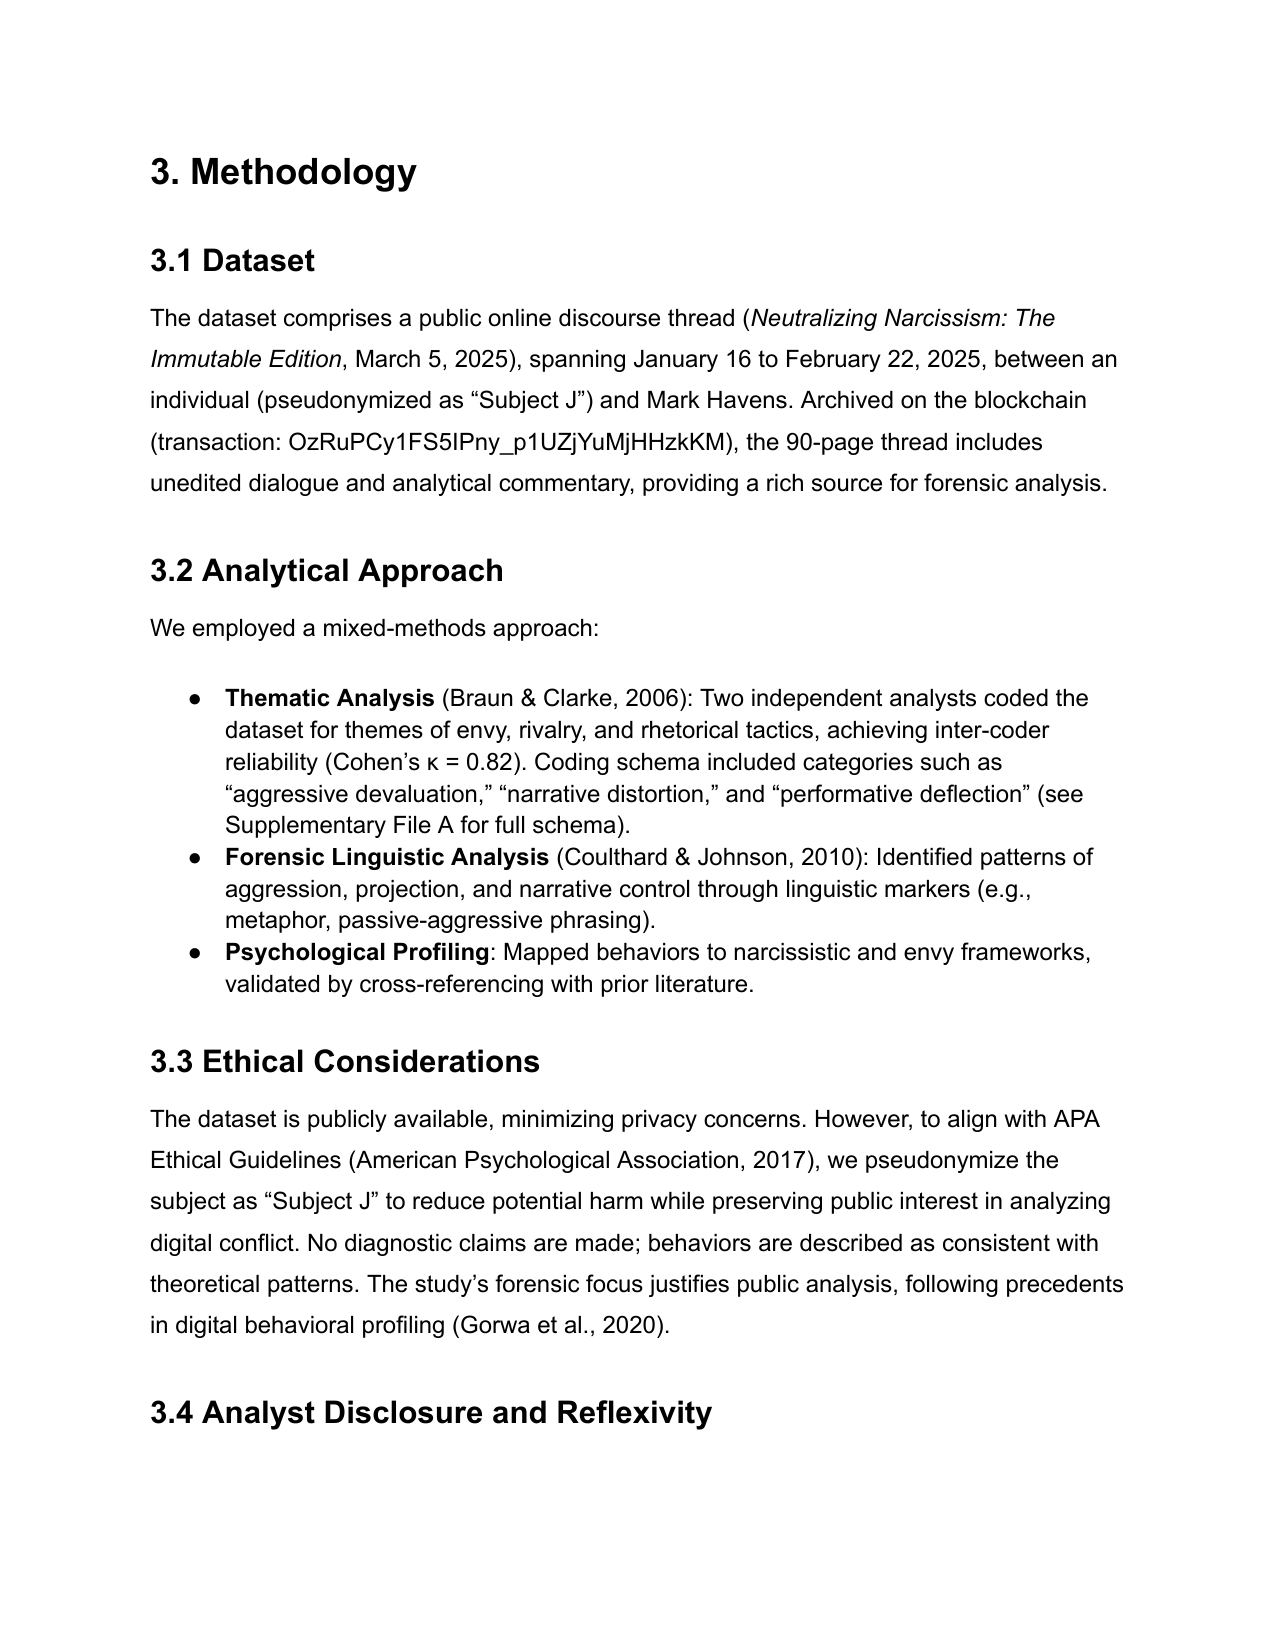 3. Methodology
3.1 Dataset
The dataset comprises a public online discourse thread (Neutralizing Narcissism: The
Immutable Edition, March 5, 2025), spanning January 16 to February 22, 2025, between an
individual (pseudonymized as “Subject J”) and Mark Havens. Archived on the blockchain
(transaction: OzRuPCy1FS5IPny_p1UZjYuMjHHzkKM), the 90-page thread includes
unedited dialogue and analytical commentary, providing a rich source for forensic analysis.
3.2 Analytical Approach
We employed a mixed-methods approach:
● Thematic Analysis (Braun & Clarke, 2006): Two independent analysts coded the
dataset for themes of envy, rivalry, and rhetorical tactics, achieving inter-coder
reliability (Cohen’s κ = 0.82). Coding schema included categories such as
“aggressive devaluation,” “narrative distortion,” and “performative deflection” (see
Supplementary File A for full schema).
● Forensic Linguistic Analysis (Coulthard & Johnson, 2010): Identified patterns of
aggression, projection, and narrative control through linguistic markers (e.g.,
metaphor, passive-aggressive phrasing).
● Psychological Profiling: Mapped behaviors to narcissistic and envy frameworks,
validated by cross-referencing with prior literature.
3.3 Ethical Considerations
The dataset is publicly available, minimizing privacy concerns. However, to align with APA
Ethical Guidelines (American Psychological Association, 2017), we pseudonymize the
subject as “Subject J” to reduce potential harm while preserving public interest in analyzing
digital conflict. No diagnostic claims are made; behaviors are described as consistent with
theoretical patterns. The study’s forensic focus justifies public analysis, following precedents
in digital behavioral profiling (Gorwa et al., 2020).
3.4 Analyst Disclosure and Reflexivity